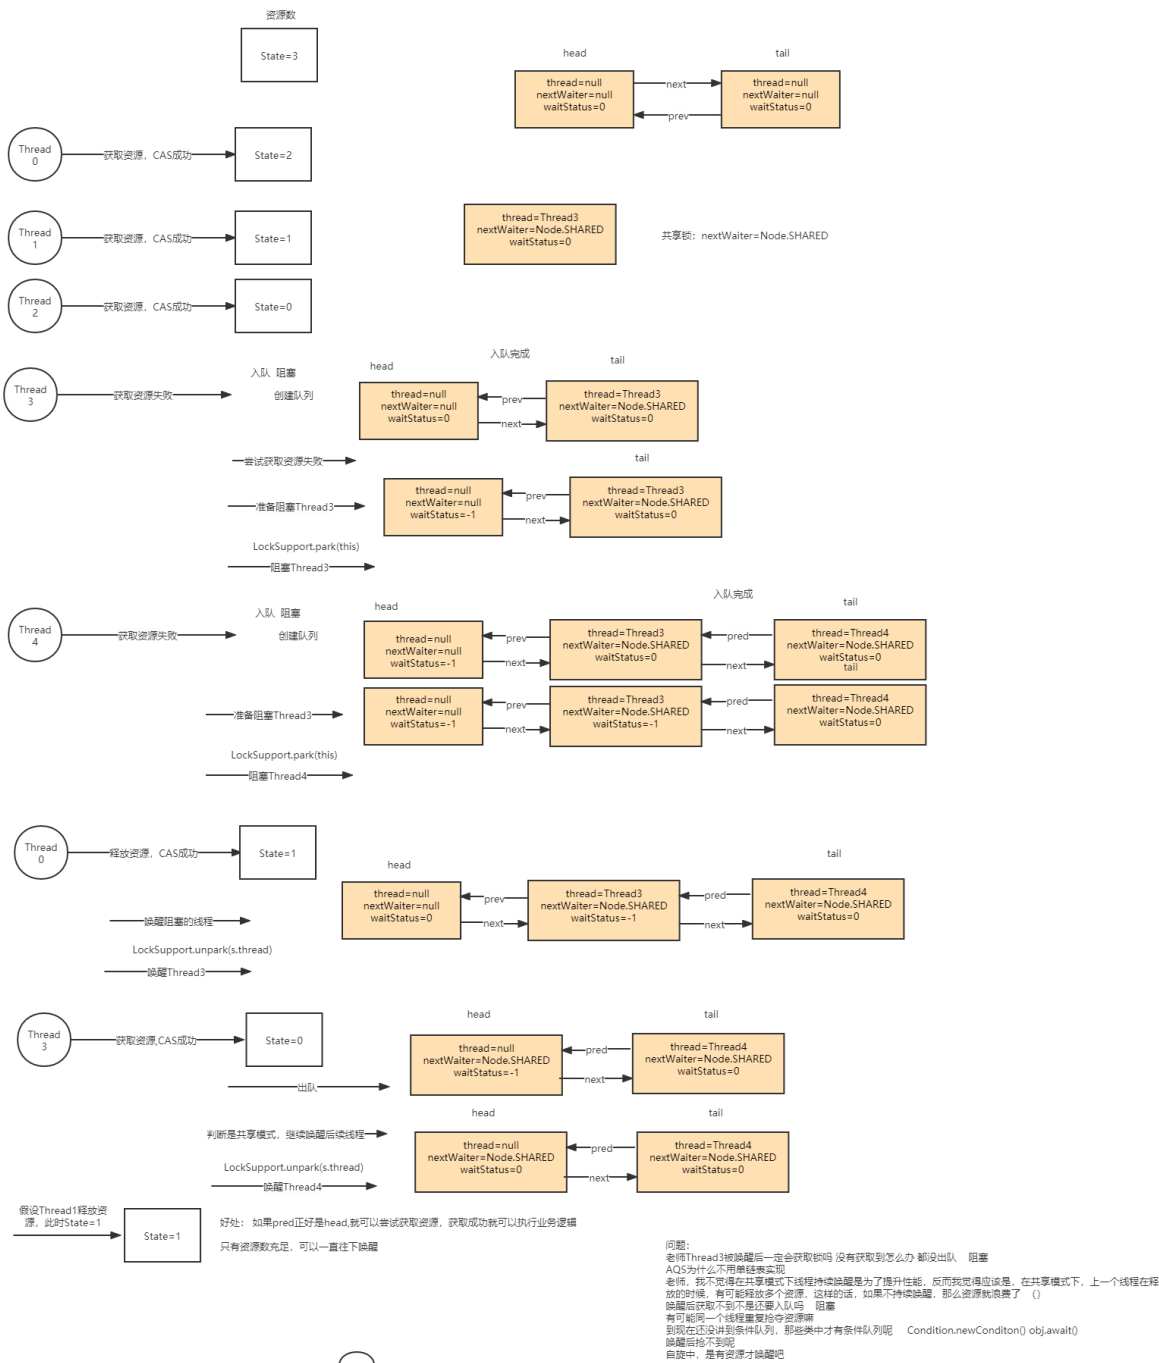 资源数
State=3
head
tail
thread=null
nextWaiter=null
waitStatus=0
next
prev
thread=null
nextWaiter=null
waitStatus=0
Thread
0
获取资源，CAS成功
State=2
Thread
1
获取资源，CAS成功
State=1
thread=Thread3
nextWaiter=Node.SHARED
waitStatus=0
共享锁：nextWaiter=Node.SHARED
Thread
2
获取资源，CAS成功
State=0
Thread
3
获取资源失败
入队 阻塞
创建队列
head
入队完成
tail
thread=null
nextWaiter=null
waitStatus=0
prev
next
thread=Thread3
nextWaiter=Node.SHARED
waitStatus=0
尝试获取资源失败
tail
准备阻塞Thread3
thread=null
nextWaiter=null
waitStatus=-1
prev
next
thread=Thread3
nextWaiter=Node.SHARED
waitStatus=0
LockSupport.park(this)
阻塞Thread3
Thread
4
获取资源失败
入队 阻塞
创建队列
head
入队完成
tail
thread=null
nextWaiter=null
waitStatus=-1
prev
next
thread=Thread3
nextWaiter=Node.SHARED
waitStatus=0
pred
next
thread=Thread4
nextWaiter=Node.SHARED
waitStatus=0
tail
准备阻塞Thread3
thread=null
nextWaiter=null
waitStatus=-1
prev
next
thread=Thread3
nextWaiter=Node.SHARED
waitStatus=-1
pred
next
thread=Thread4
nextWaiter=Node.SHARED
waitStatus=0
LockSupport.park(this)
阻塞Thread4
Thread
0
释放资源，CAS成功
State=1
head
tail
thread=null
nextWaiter=null
waitStatus=0
prev
next
thread=Thread3
nextWaiter=Node.SHARED
waitStatus=-1
pred
next
thread=Thread4
nextWaiter=Node.SHARED
waitStatus=0
唤醒阻塞的线程
LockSupport.unpark(s.thread)
唤醒Thread3
Thread
3
获取资源,CAS成功
State=0
head
tail
thread=null
nextWaiter=Node.SHARED
waitStatus=-1
pred
next
thread=Thread4
nextWaiter=Node.SHARED
waitStatus=0
出队
head
tail
判断是共享模式，继续唤醒后续线程
thread=null
nextWaiter=Node.SHARED
waitStatus=0
pred
next
thread=Thread4
nextWaiter=Node.SHARED
waitStatus=0
LockSupport.unpark(s.thread)
唤醒Thread4
假设Thread1释放资
源，此时State=1
State=1
好处： 如果pred正好是head,就可以尝试获取资源，获取成功就可以执行业务逻辑
只有资源数充足，可以一直往下唤醒
问题：
老师Thread3被唤醒后一定会获取锁吗 没有获取到怎么办 都没出队 阻塞
AQS为什么不用单链表实现
老师，我不觉得在共享模式下线程持续唤醒是为了提升性能，反而我觉得应该是，在共享模式下，上一个线程在释
放的时候，有可能释放多个资源，这样的话，如果不持续唤醒，那么资源就浪费了 （）
唤醒后获取不到不是还要入队吗 阻塞
有可能同一个线程重复抢夺资源嘛
到现在还没讲到条件队列，那些类中才有条件队列呢 Condition.newConditon() obj.await()
唤醒后抢不到呢
自旋中，是有资源才唤醒吧